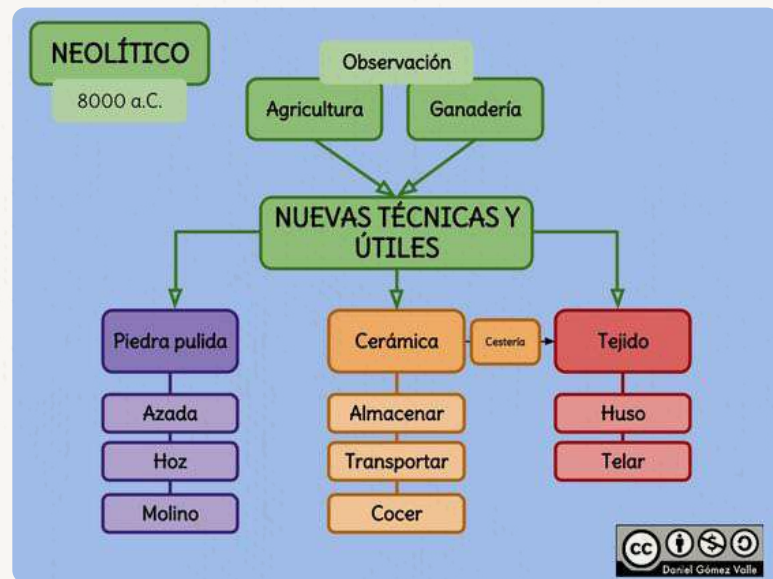 NEOLÍTICO
8000 a.C.
Observación
Agricultura
Ganadería
NUEVAS TÉCNICAS Y
ÚTILES
Piedra pulida
Cerámica
Cestería
Tejido
Azada
Almacenar
Huso
Hoz
Transportar
Telar
Molino
Cocer
cc
Daniel Gómez Valle